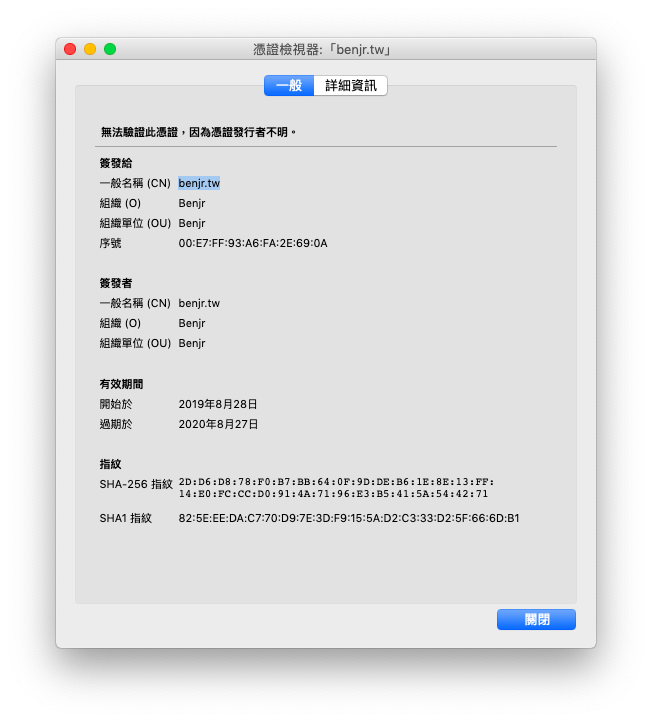 憑證檢視器:「benjr.tw」
一般 詳細資訊
無法驗證此憑證，因為憑證發行者不明。
簽發給
一般名稱 (CN) benjr.tw
組織 (O) Benjr
組織單位 (OU) Benjr
序號 00:E7:FF:93:A6:FA:2E:69:0A
簽發者
一般名稱 (CN) benjr.tw
組織 (O) Benjr
組織單位 (OU) Benjr
有效期間
開始於 2019年8月28日
過期於 2020年8月27日
指紋
SHA-256 指紋 2D:D6:D8:78:F0:B7:BB:64:0F:9D:DE:B6:1E:8E:13:FF:
14:E0:FC:CC:D0:91:4A:71:96:E3:B5:41:5A:54:42:71
SHA1 指紋 82:5E:EE:DA:C7:70:D9:7E:3D:F9:15:5A:D2:C3:33:D2:5F:66:6D:B1
關閉